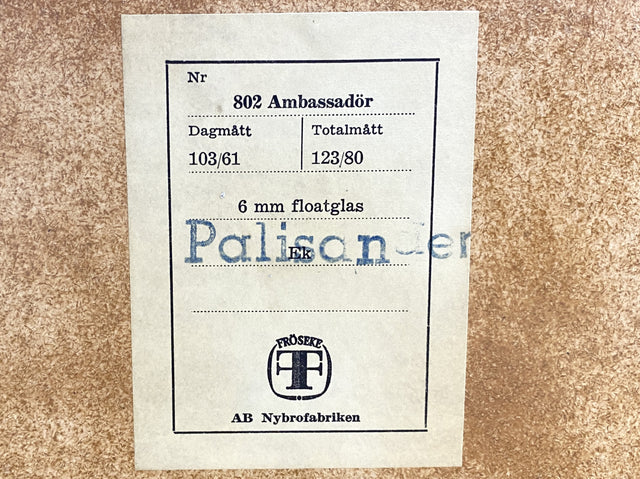 Nr
802 Ambassadör
Dagmått Totalmått
103/61 123/80
6 mm floatglas
Palisander
Ek
FRÖSEKE
AB Nybrofabriken